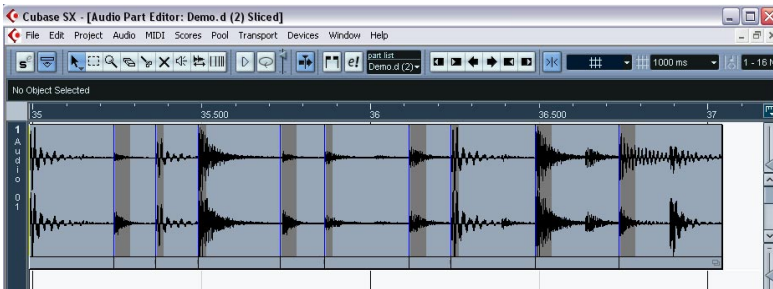 Cubase SX - [Audio Part Editor: Demo.d (2) Sliced]
File Edit Project Audio MIDI Scores Pool Transport Devices Window Help
part list
Demo.d (2)
1000 ms
1 - 16 N
No Object Selected
35 35.500 36 36.500 37
1
Audio 01